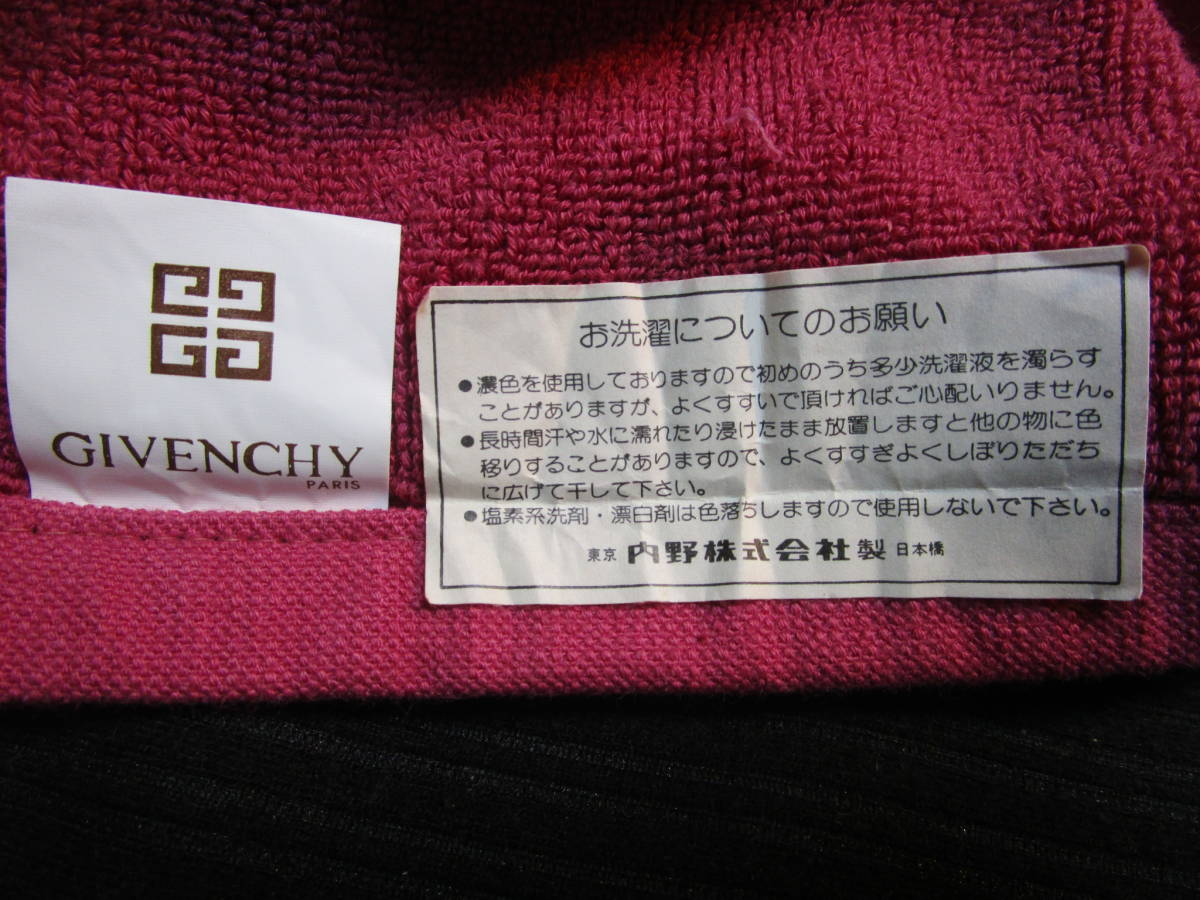 GIVENCHY
PARIS
お洗濯についてのお願い
●濃色を使用しておりますので初めのうち多少洗濯液を濁らす
ことがありますが、よくすすいで頂ければご心配いりません。
●長時間汗や水に濡れたり浸けたまま放置しますと他の物に色
移りすることがありますので、よくすすぎよくしぼりただち
に広げて干して下さい。
●塩素系洗剤・漂白剤は色落ちしますので使用しないで下さい。
東京 内野株式会社製 日本橋